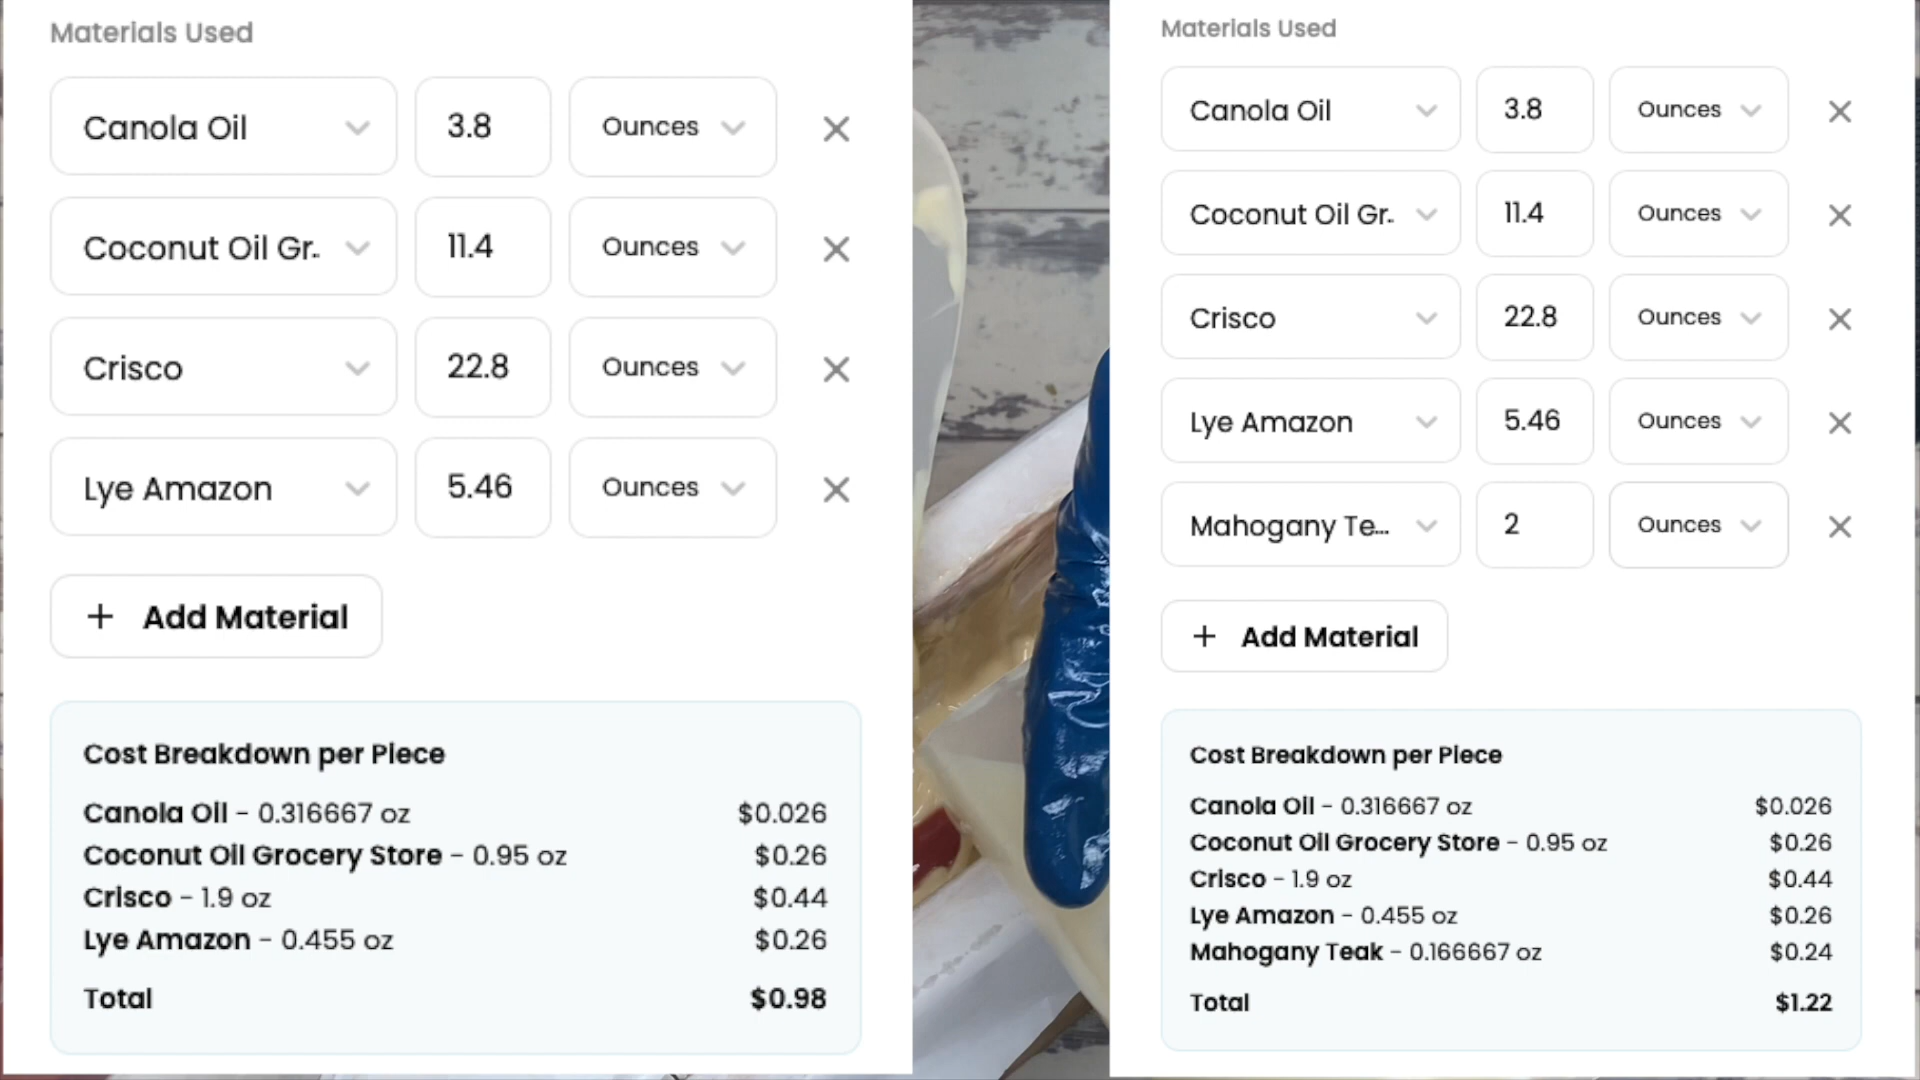 Materials Used
Canola Oil 3.8 Ounces
Coconut Oil Gr.. 11.4 Ounces
Crisco 22.8 Ounces
Lye Amazon 5.46 Ounces
+ Add Material
Cost Breakdown per Piece
Canola Oil - 0.316667 oz $0.026
Coconut Oil Grocery Store - 0.95 oz $0.26
Crisco - 1.9 oz $0.44
Lye Amazon - 0.455 oz $0.26
Total $0.98
Materials Used
Canola Oil 3.8 Ounces
Coconut Oil Gr.. 11.4 Ounces
Crisco 22.8 Ounces
Lye Amazon 5.46 Ounces
Mahogany Te... 2 Ounces
+ Add Material
Cost Breakdown per Piece
Canola Oil - 0.316667 oz $0.026
Coconut Oil Grocery Store - 0.95 oz $0.26
Crisco - 1.9 oz $0.44
Lye Amazon - 0.455 oz $0.26
Mahogany Teak - 0.166667 oz $0.24
Total $1.22